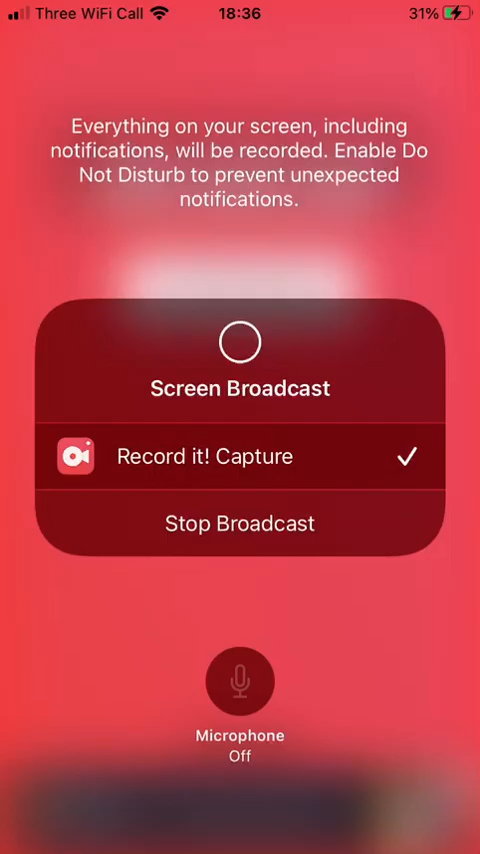 Three WiFi Call 18:36 31%
Everything on your screen, including
notifications, will be recorded. Enable Do
Not Disturb to prevent unexpected
notifications.
Screen Broadcast
Record it! Capture
Stop Broadcast
Microphone
Off